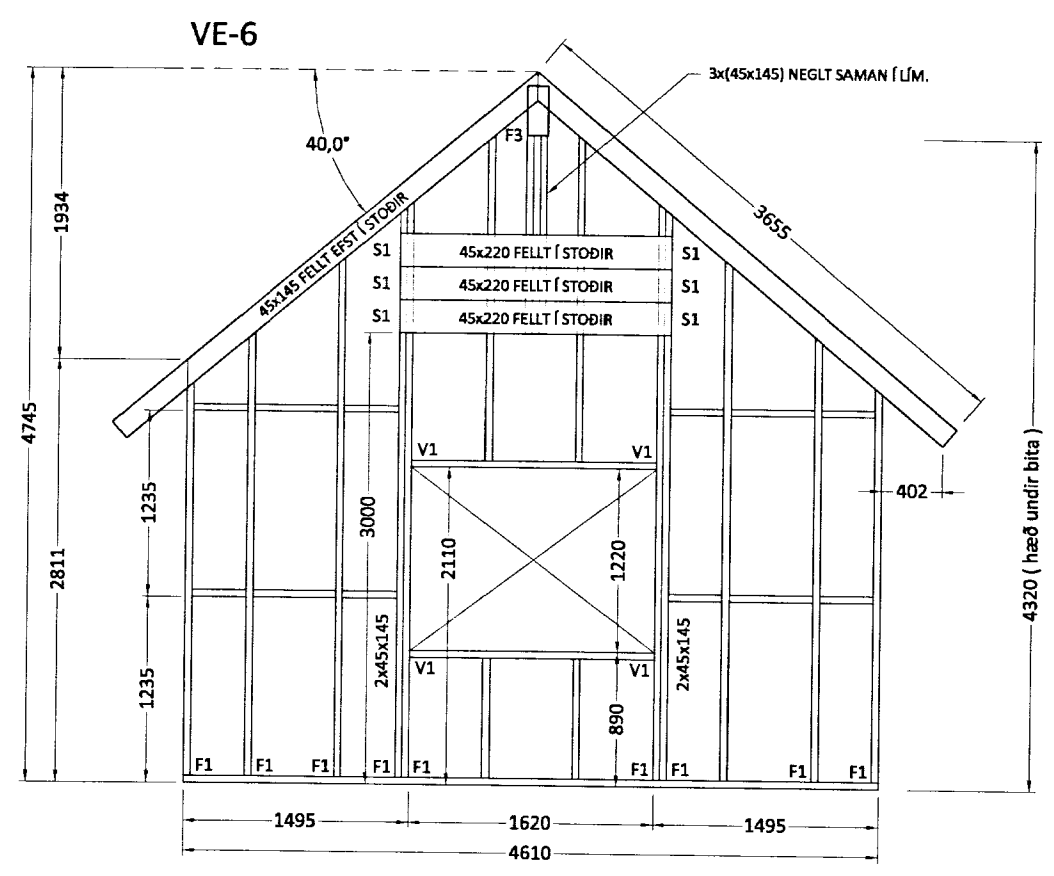 VE-6
3x(45x145) NEGLT SAMAN Í LÍM.
F3
40,0°
1934
3655
45x145 FELLT EFST Í STOÐIR
S1 45x220 FELLT Í STOÐIR S1
S1 45x220 FELLT Í STOÐIR S1
S1 45x220 FELLT Í STOÐIR S1
4745
2811
1235
1235
V1 V1
3000
2110
1220
402
4320 ( hæð undir bita )
2x45x145
2x45x145
V1 V1
890
F1 F1 F1 F1 F1 F1 F1 F1 F1
1495 1620 1495
4610